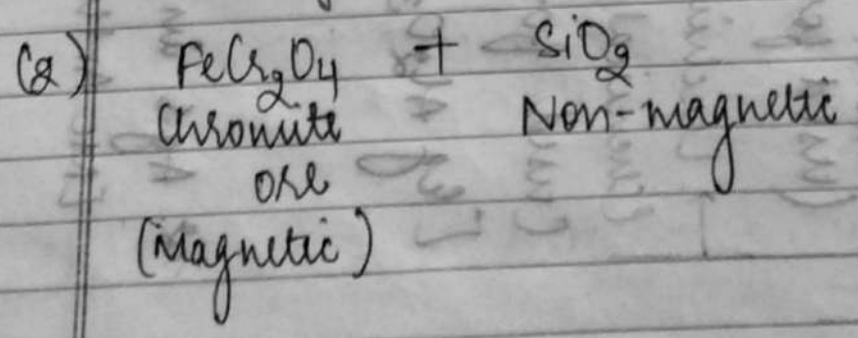 (2) FeCr₂O₄ + SiO₂
Chromite Non-magnetic
ore
(Magnetic)